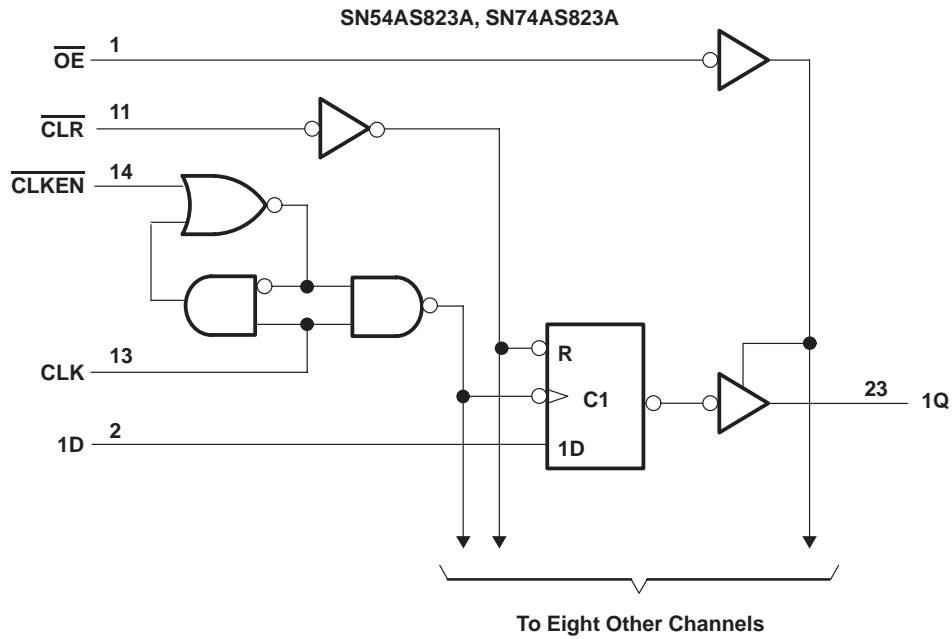 SN54AS823A, SN74AS823A
OE 1
CLR 11
CLKEN 14
CLK 13
R
C1
23 1Q
1D 2
1D
To Eight Other Channels